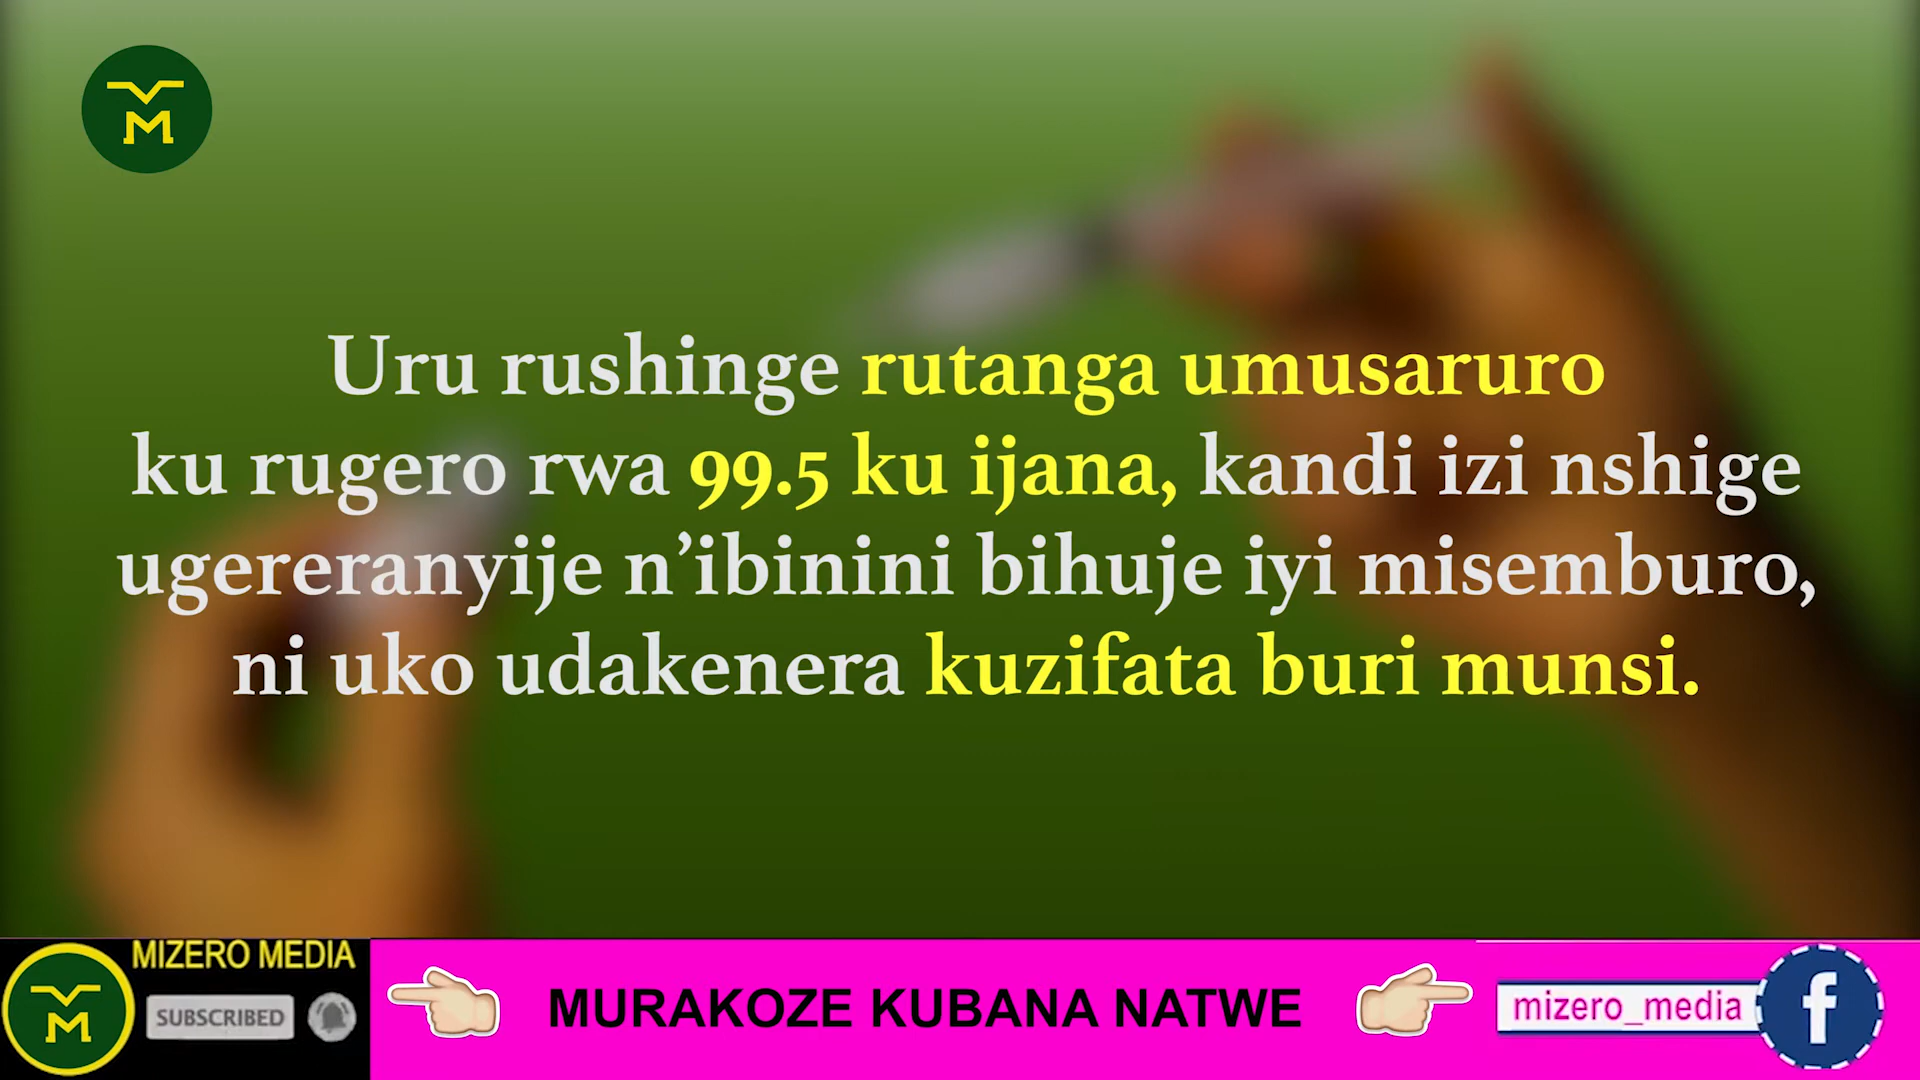 Uru rushinge rutanga umusaruro
ku rugero rwa 99.5 ku ijana, kandi izi nshige
ugereranyije n’ibinini bihuje iyi misemburo,
ni uko udakenera kuzifata buri munsi.
MIZERO MEDIA
SUBSCRIBED
MURAKOZE KUBANA NATWE
mizero_media